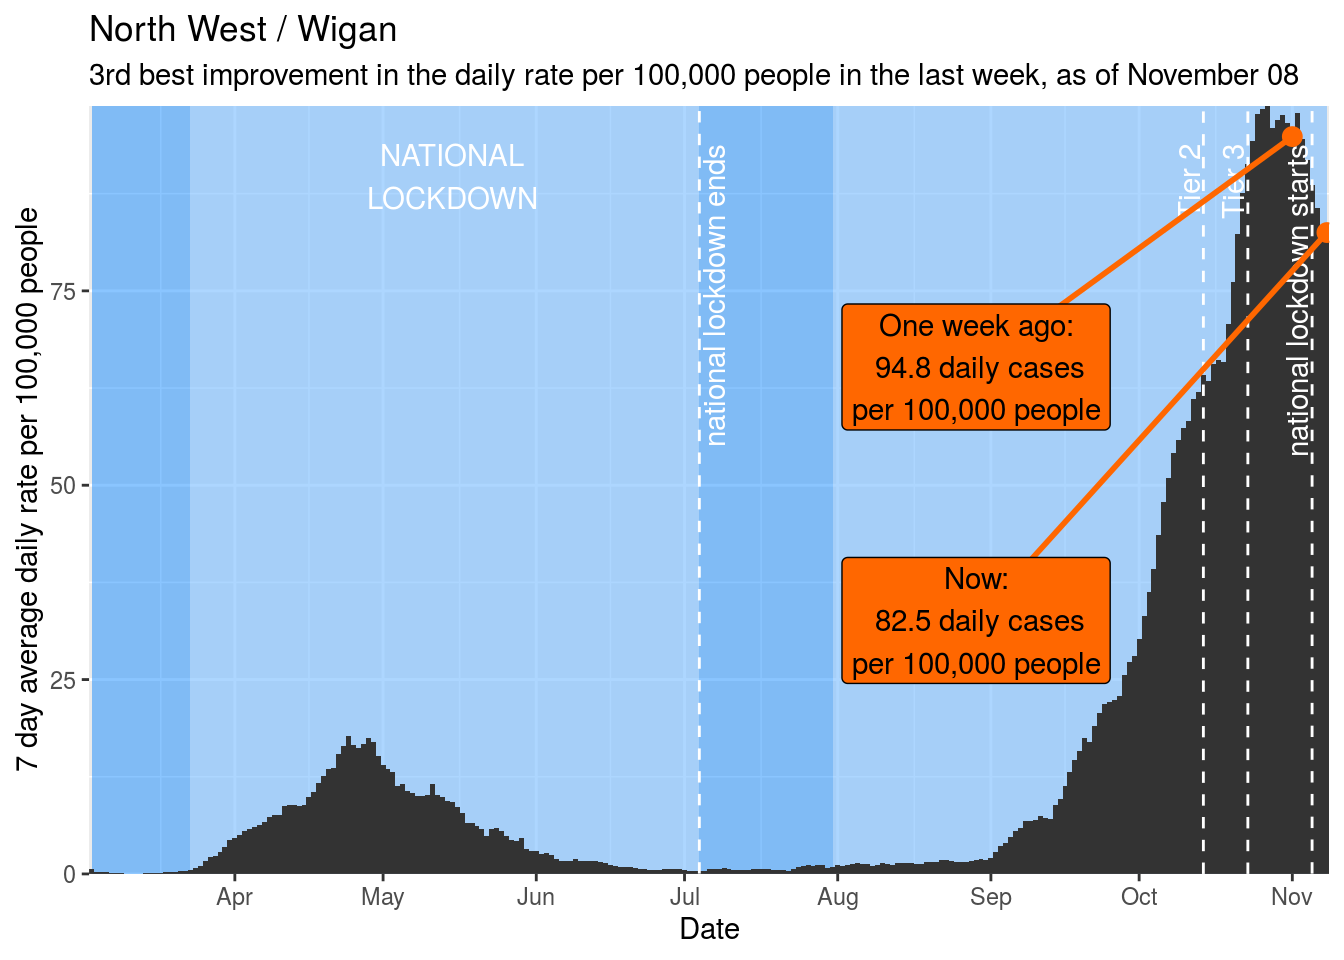 North West / Wigan
3rd best improvement in the daily rate per 100,000 people in the last week, as of November 08
7 day average daily rate per 100,000 people
75
50
25
0
NATIONAL
LOCKDOWN
national lockdown ends
Tier 2
Tier 3
national lockdown starts
One week ago:
94.8 daily cases
per 100,000 people
Now:
82.5 daily cases
per 100,000 people
Apr
May
Jun
Jul
Aug
Sep
Oct
Nov
Date